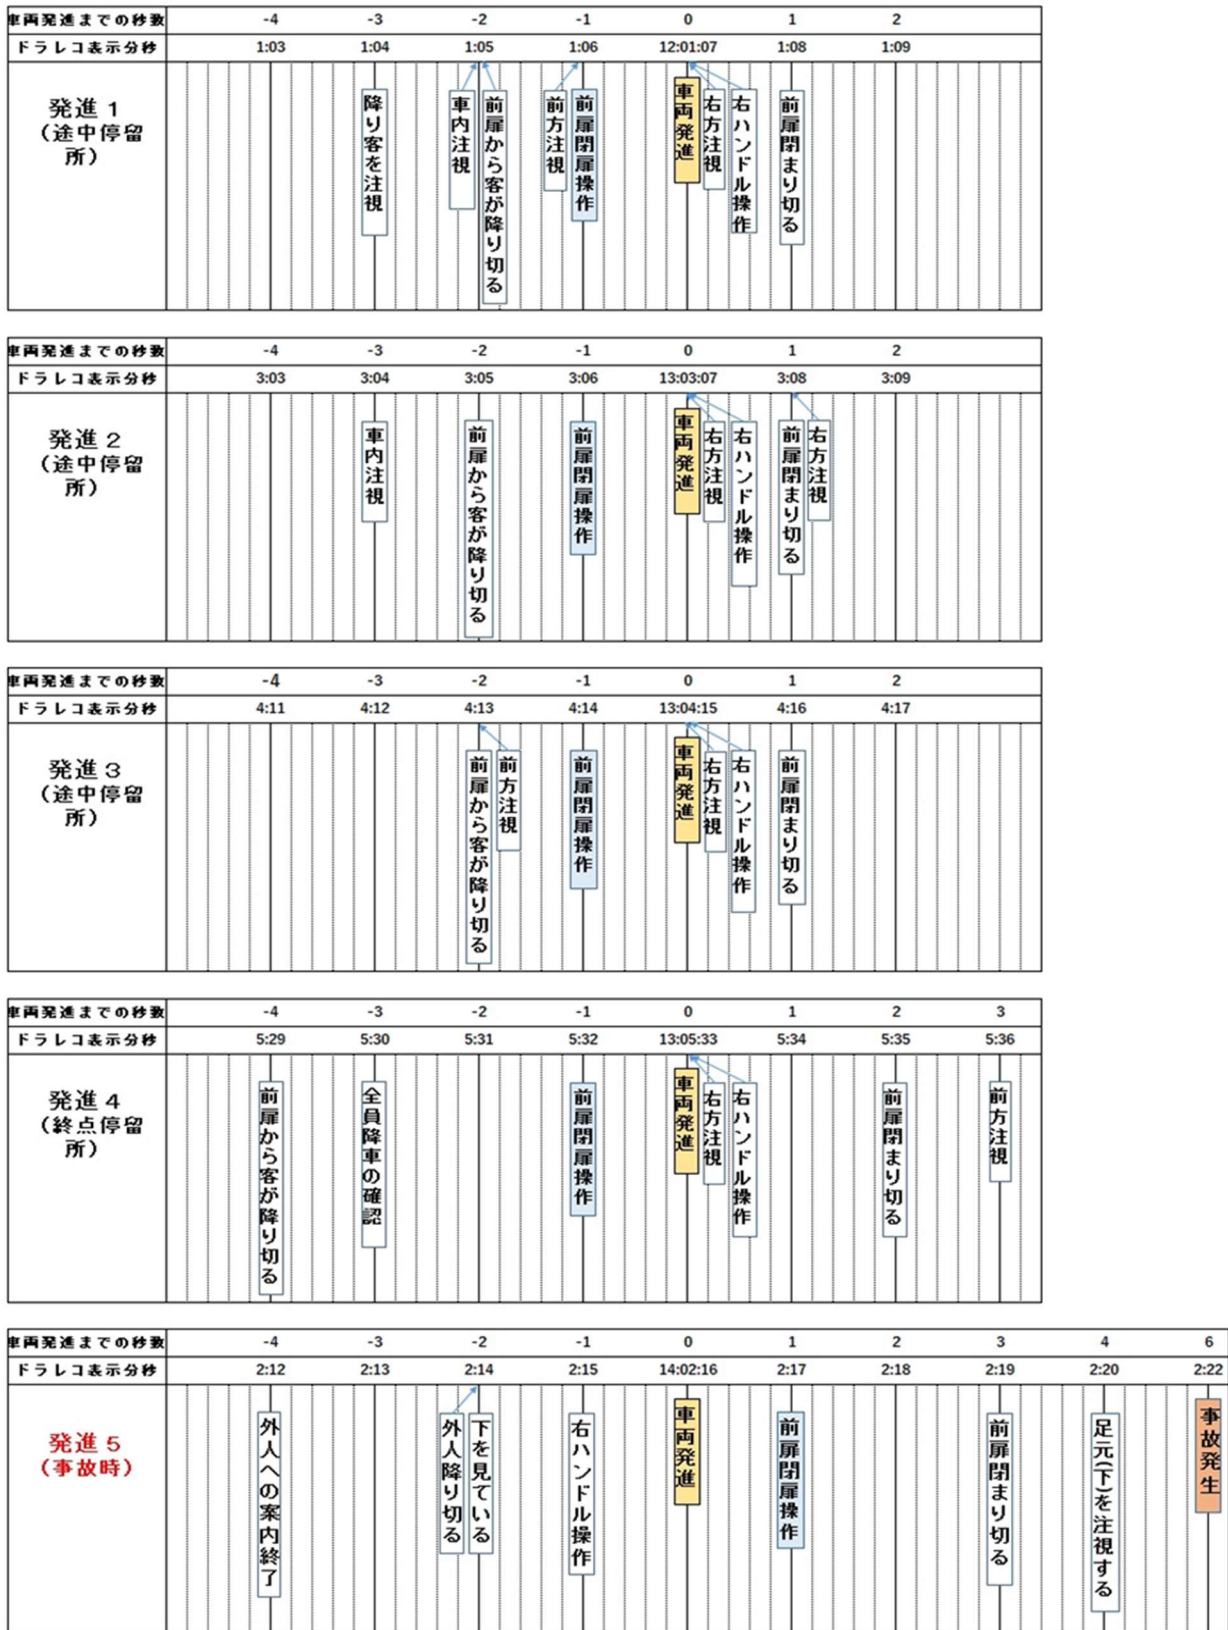 車両発進までの秒数 -4 -3 -2 -1 0 1 2
ドラレコ表示分秒 1:03 1:04 1:05 1:06 12:01:07 1:08 1:09
発進1
(途中停留
所)
降り客を注視
車内注視
前扉から客が降り切る
前方注視
前扉閉扉操作
車両発進
右方注視
右ハンドル操作
前扉閉まり切る
車両発進までの秒数 -4 -3 -2 -1 0 1 2
ドラレコ表示分秒 3:03 3:04 3:05 3:06 13:03:07 3:08 3:09
発進2
(途中停留
所)
車内注視
前扉から客が降り切る
前扉閉扉操作
車両発進
右方注視
右ハンドル操作
前扉閉まり切る
右方注視
車両発進までの秒数 -4 -3 -2 -1 0 1 2
ドラレコ表示分秒 4:11 4:12 4:13 4:14 13:04:15 4:16 4:17
発進3
(途中停留
所)
前扉から客が降り切る
前方注視
前扉閉扉操作
車両発進
右方注視
右ハンドル操作
前扉閉まり切る
車両発進までの秒数 -4 -3 -2 -1 0 1 2 3
ドラレコ表示分秒 5:29 5:30 5:31 5:32 13:05:33 5:34 5:35 5:36
発進4
(終点停留
所)
前扉から客が降り切る
全員降車の確認
前扉閉扉操作
車両発進
右方注視
右ハンドル操作
前扉閉まり切る
前方注視
車両発進までの秒数 -4 -3 -2 -1 0 1 2 3 4 6
ドラレコ表示分秒 2:12 2:13 2:14 2:15 14:02:16 2:17 2:18 2:19 2:20 2:22
発進5
(事故時)
外人への案内終了
外人降り切る
下を見ている
右ハンドル操作
車両発進
前扉閉扉操作
前扉閉まり切る
足元(下)を注視する
事故発生